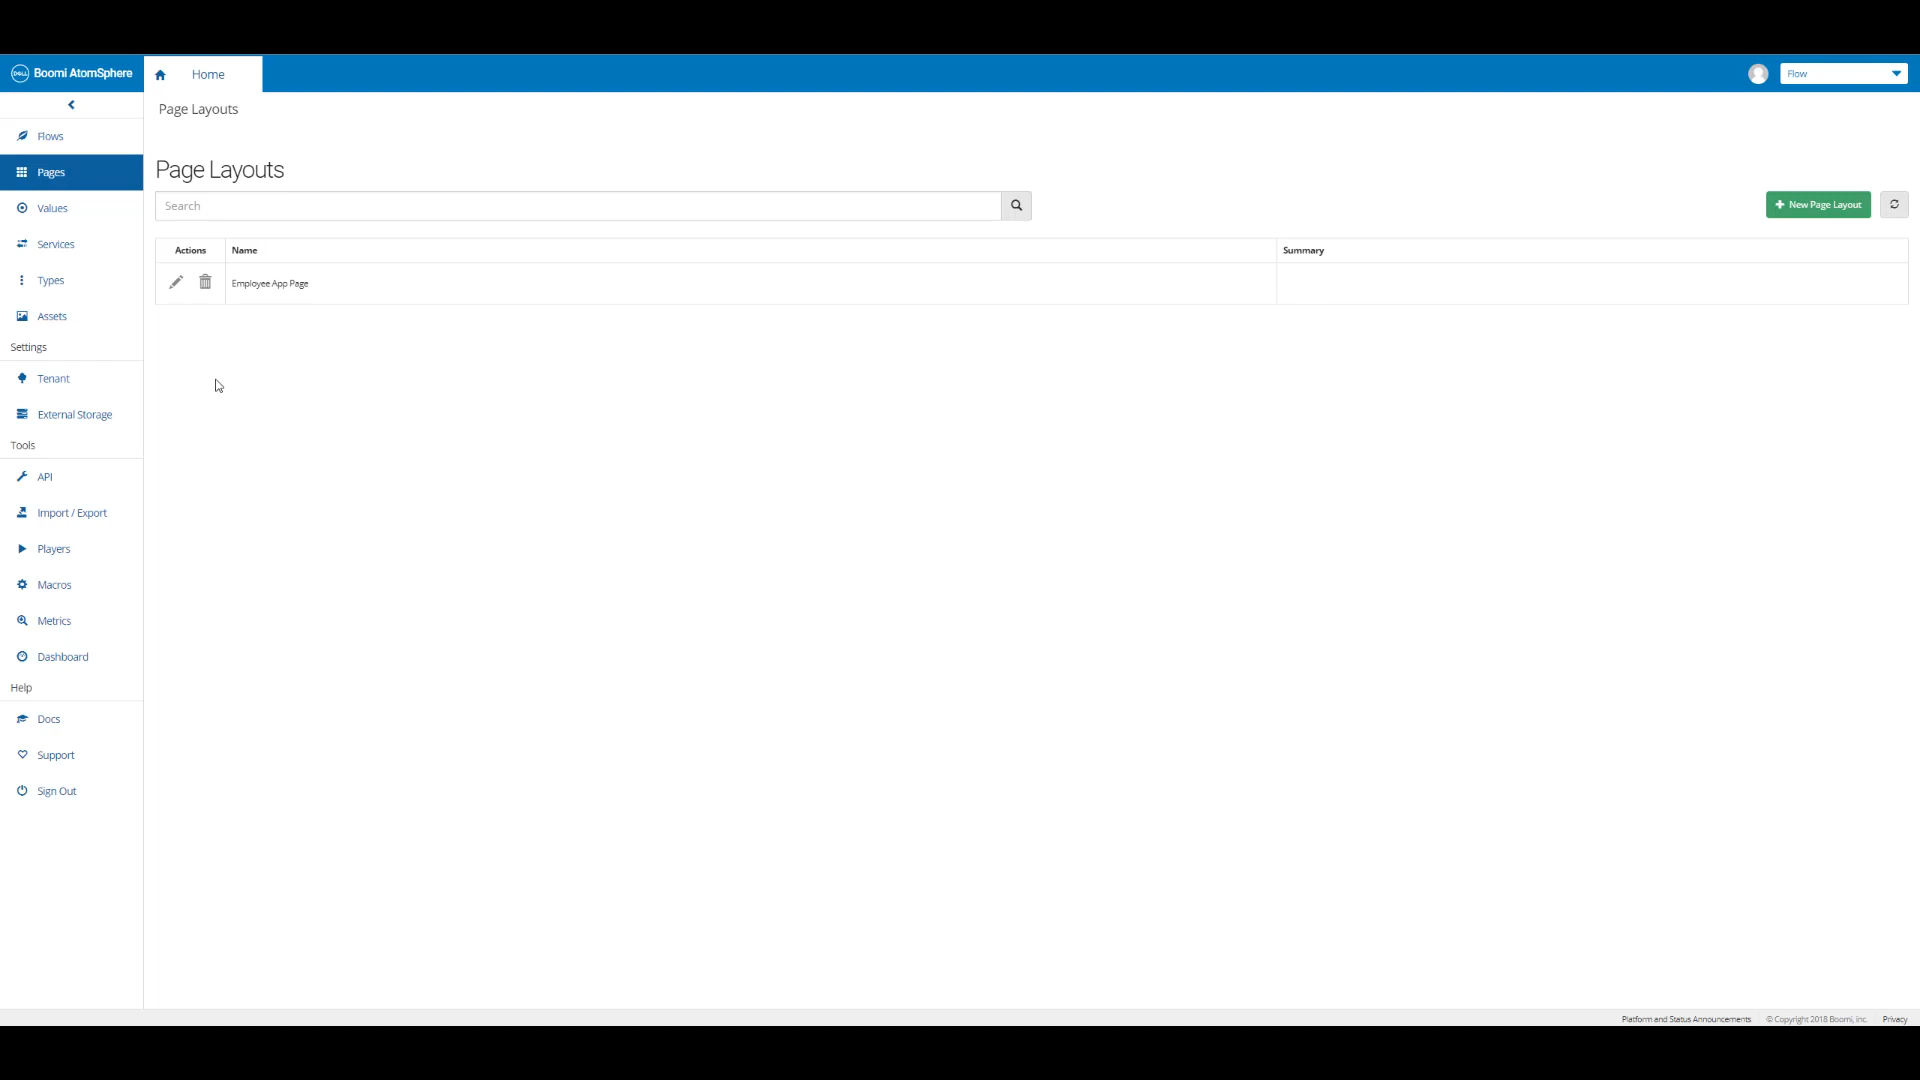 DELL Boomi AtomSphere
Home
Flow
Page Layouts
Flows
Pages
Values
Services
Types
Assets
Settings
Tenant
External Storage
Tools
API
Import / Export
Players
Macros
Metrics
Dashboard
Help
Docs
Support
Sign Out
Page Layouts
Search
New Page Layout
Actions Name Summary
Employee App Page
Platform and Status Announcements © Copyright 2018 Boomi, Inc. Privacy